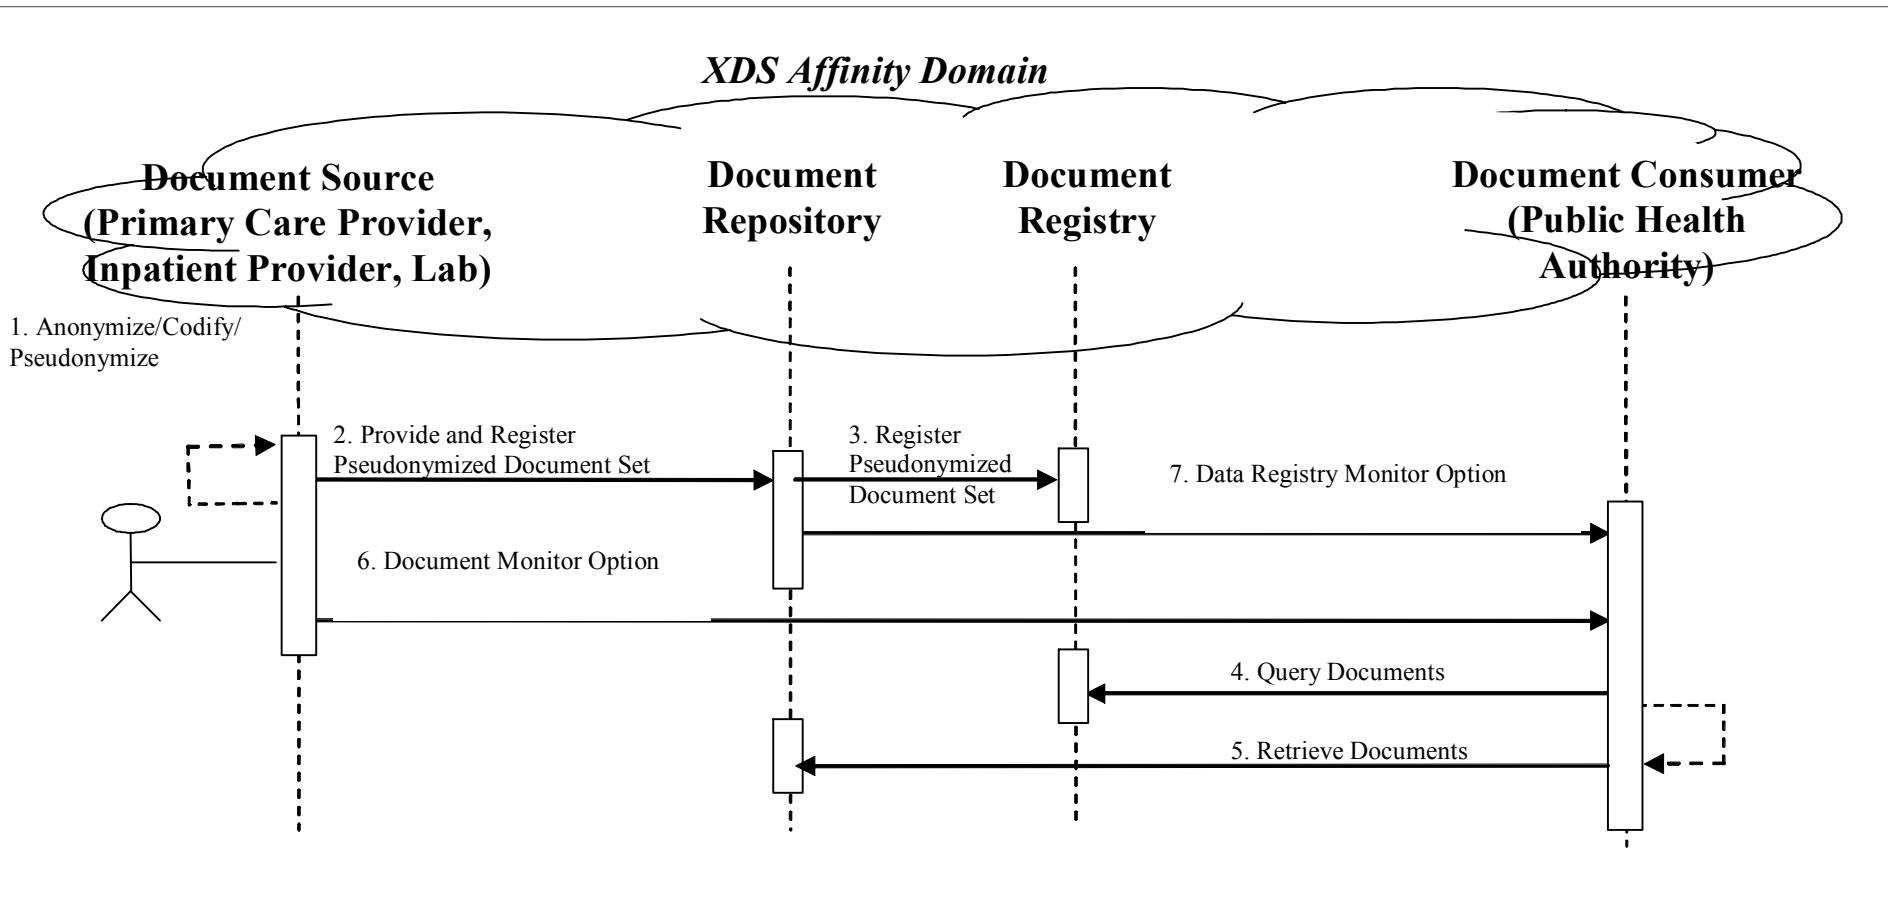 XDS Affinity Domain
Document Source
(Primary Care Provider,
Inpatient Provider, Lab)
Document
Repository
Document
Registry
Document Consumer
(Public Health
Authority)
1. Anonymize/Codify/
Pseudonymize
2. Provide and Register
Pseudonymized Document Set
3. Register
Pseudonymized
Document Set
7. Data Registry Monitor Option
6. Document Monitor Option
4. Query Documents
5. Retrieve Documents